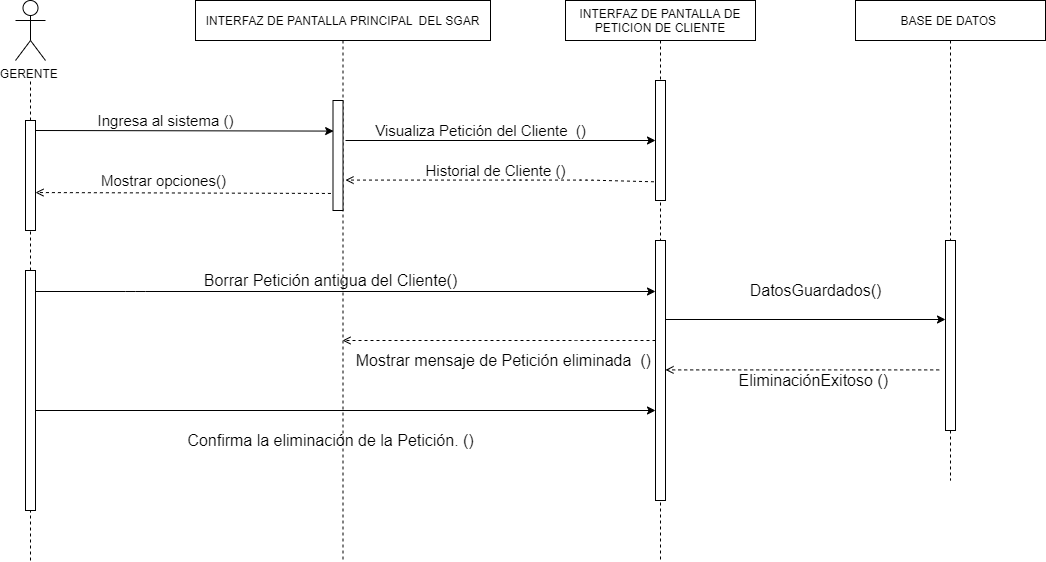 INTERFAZ DE PANTALLA PRINCIPAL DEL SGAR
INTERFAZ DE PANTALLA DE
PETICION DE CLIENTE
BASE DE DATOS
GERENTE
Ingresa al sistema ()
Visualiza Petición del Cliente ()
Historial de Cliente ()
Mostrar opciones()
Borrar Petición antigua del Cliente()
DatosGuardados()
Mostrar mensaje de Petición eliminada ()
EliminaciónExitoso ()
Confirma la eliminación de la Petición. ()